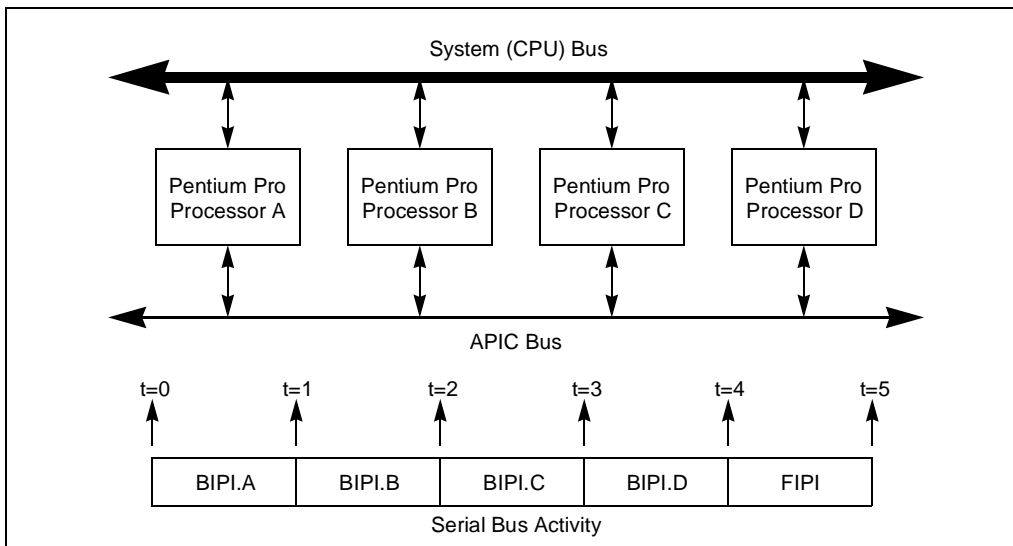 System (CPU) Bus
Pentium Pro
Processor A
Pentium Pro
Processor B
Pentium Pro
Processor C
Pentium Pro
Processor D
APIC Bus
t=0 t=1 t=2 t=3 t=4 t=5
BIPI.A BIPI.B BIPI.C BIPI.D FIPI
Serial Bus Activity